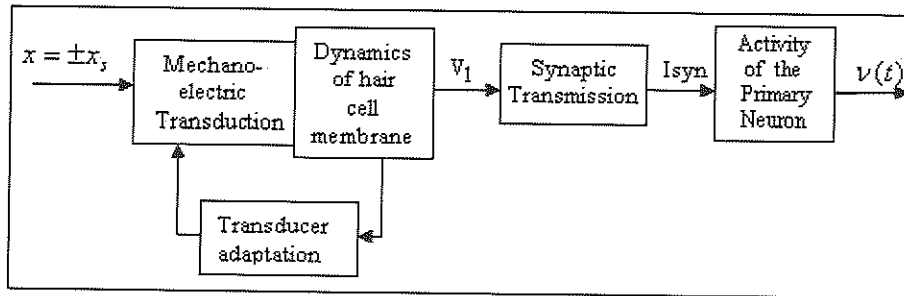 x = ±x_s
Mechano-
electric
Transduction
Dynamics
of hair
cell
membrane
V₁
Synaptic
Transmission
Isyn
Activity
of the
Primary
Neuron
ν(t)
Transducer
adaptation